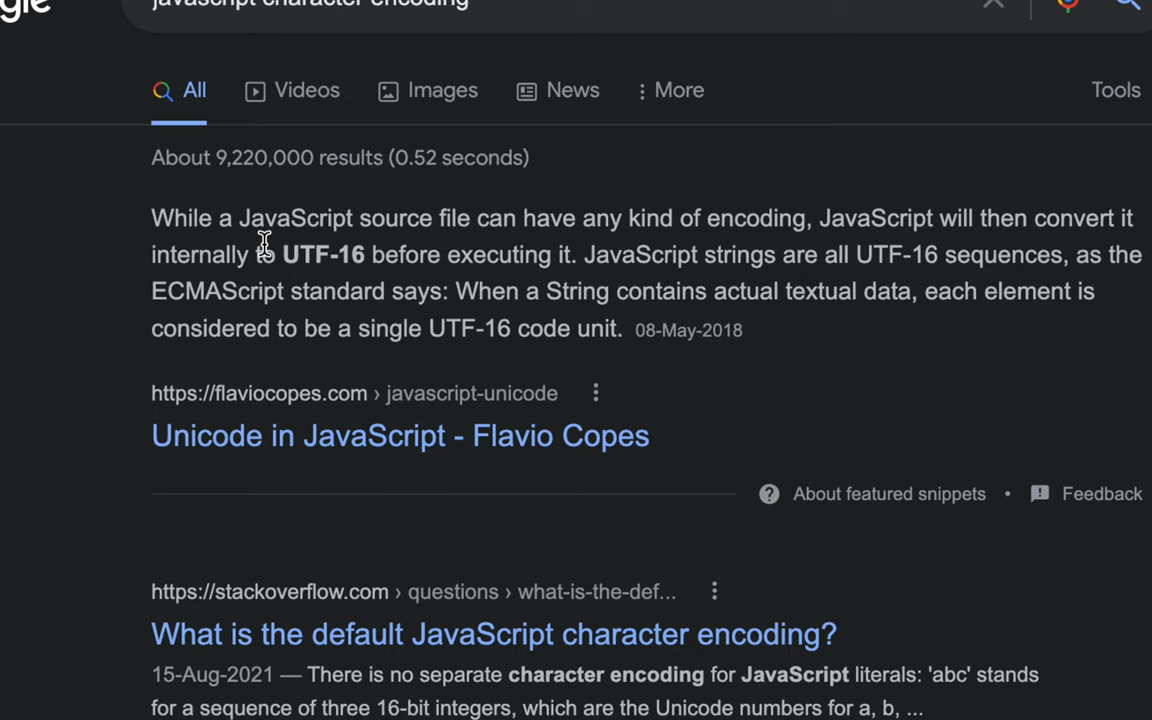 javascript character encoding
All Videos Images News More Tools
About 9,220,000 results (0.52 seconds)
While a JavaScript source file can have any kind of encoding, JavaScript will then convert it
internally to UTF-16 before executing it. JavaScript strings are all UTF-16 sequences, as the
ECMAScript standard says: When a String contains actual textual data, each element is
considered to be a single UTF-16 code unit. 08-May-2018
https://flaviocopes.com › javascript-unicode
Unicode in JavaScript - Flavio Copes
About featured snippets • Feedback
https://stackoverflow.com › questions › what-is-the-def...
What is the default JavaScript character encoding?
15-Aug-2021 — There is no separate character encoding for JavaScript literals: 'abc' stands
for a sequence of three 16-bit integers, which are the Unicode numbers for a, b, ...